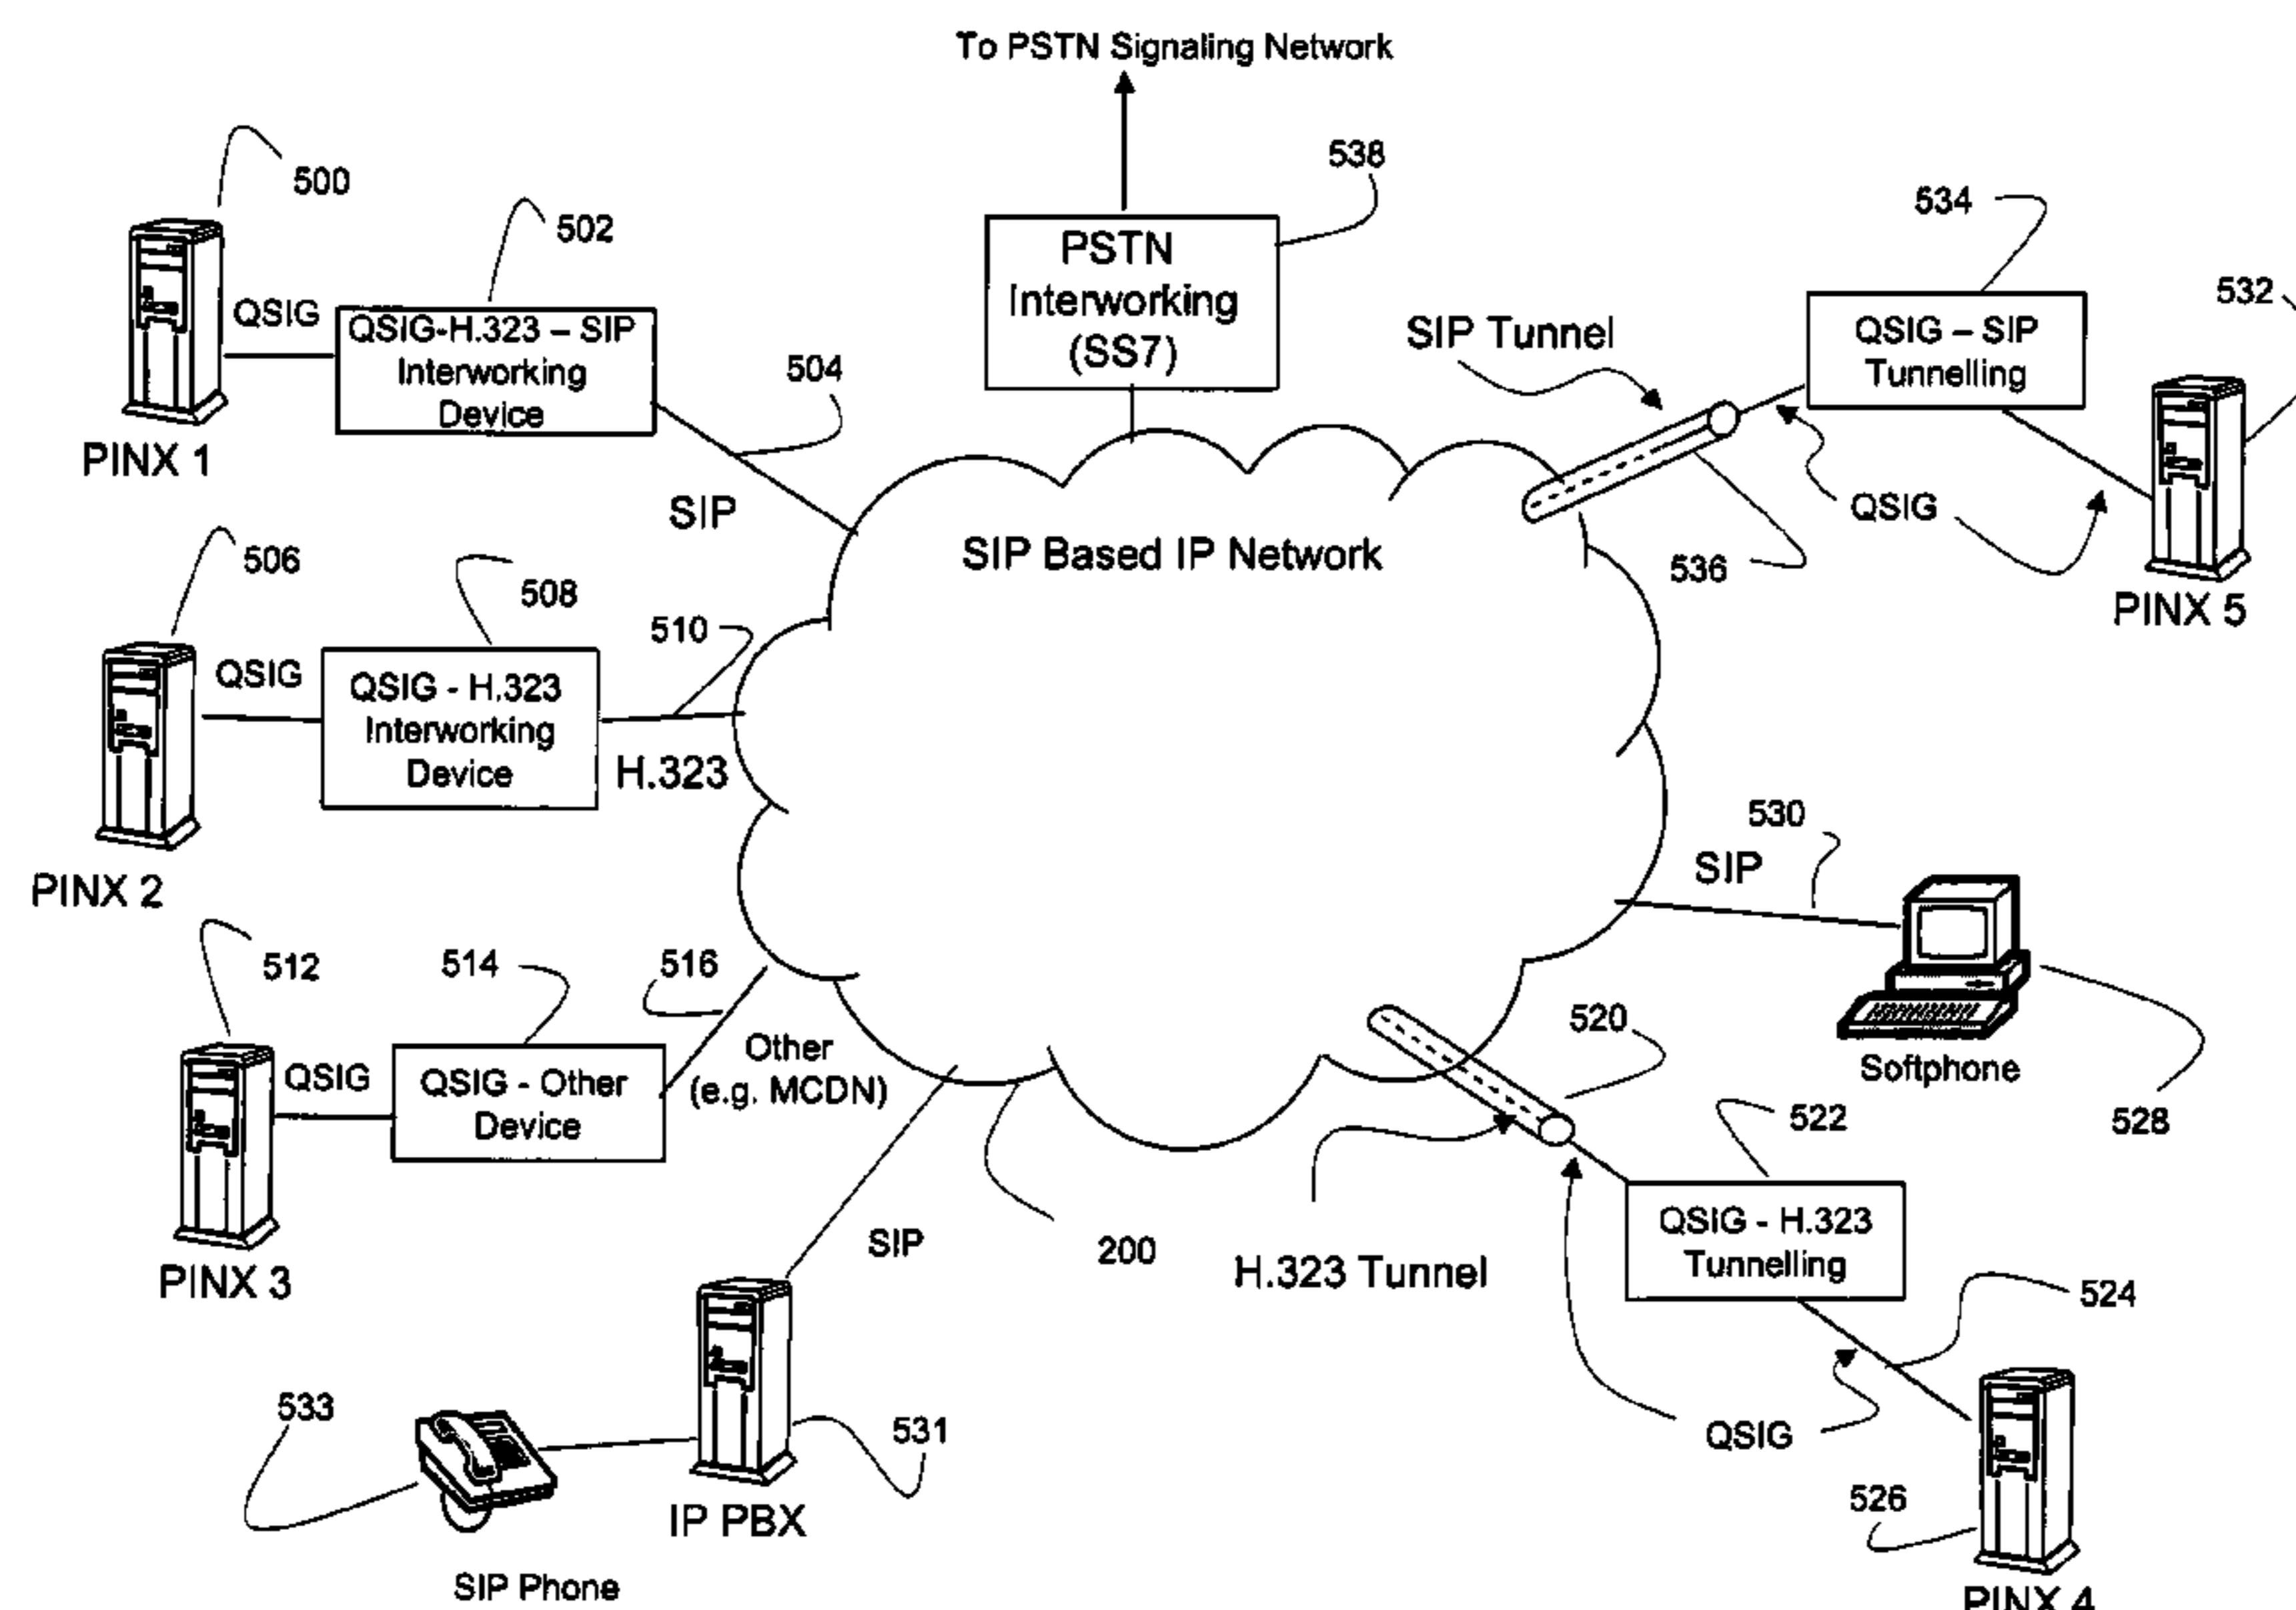 To PSTN Signaling Network
538
500
534
502
PSTN
Interworking
(SS7)
532
QSIG
QSIG-H.323 – SIP
Interworking
Device
SIP Tunnel
QSIG – SIP
Tunnelling
504
PINX 1
SIP
QSIG
506
SIP Based IP Network
536
508
PINX 5
510
QSIG
QSIG - H.323
Interworking
Device
H.323
530
SIP
PINX 2
512
514
516
520
Other
(e.g. MCDN)
Softphone
QSIG
QSIG - Other
Device
522
528
QSIG - H.323
Tunnelling
SIP
200
H.323 Tunnel
PINX 3
524
533
531
QSIG
526
IP PBX
SIP Phone
PINX 4